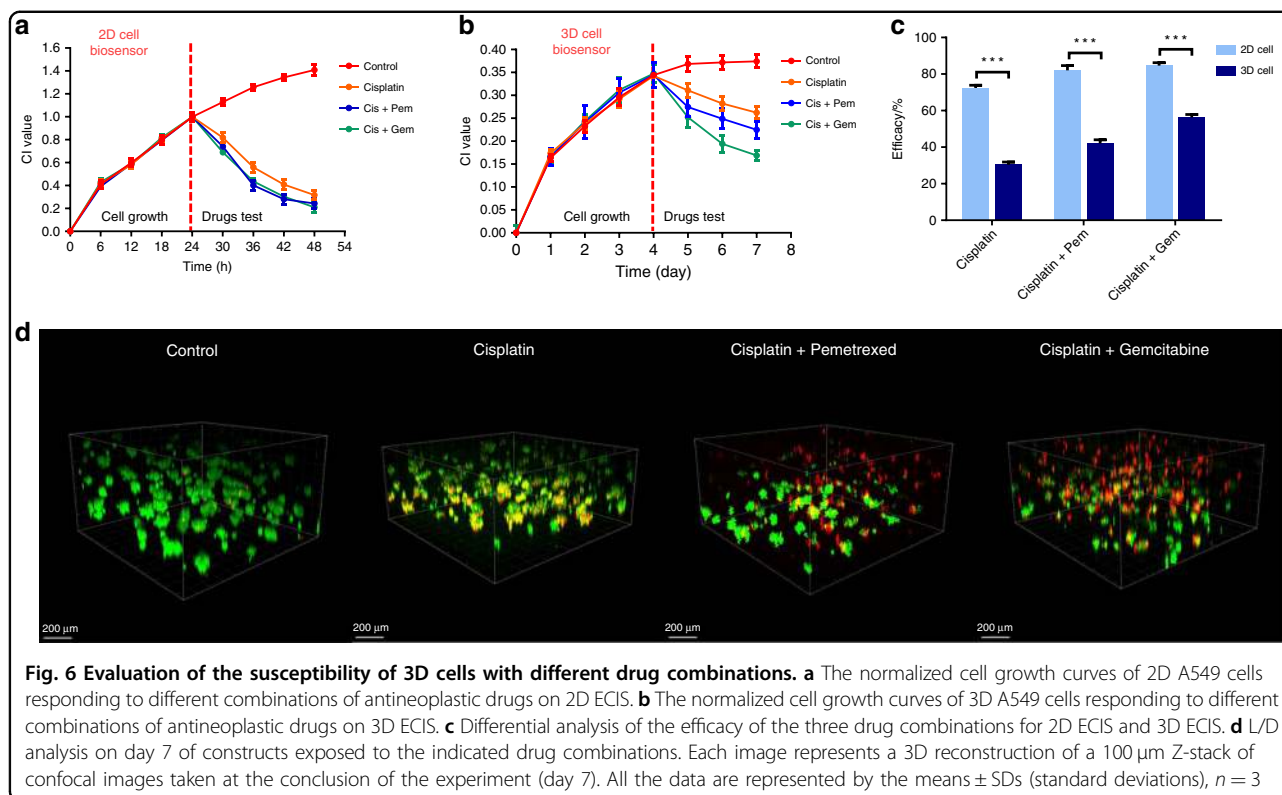 a
2D cell
biosensor
1.6
1.4
1.2
1.0
0.8
0.6
0.4
0.2
0.0
CI value
0 6 12 18 24 30 36 42 48 54
Time (h)
Cell growth
Drugs test
Control
Cisplatin
Cis + Pem
Cis + Gem
b
3D cell
biosensor
0.40
0.35
0.30
0.25
0.20
0.15
0.10
0.05
0.00
CI value
0 1 2 3 4 5 6 7 8
Time (day)
Cell growth
Drugs test
Control
Cisplatin
Cis + Pem
Cis + Gem
c
100
80
60
40
20
0
Efficacy/%
***
***
***
2D cell
3D cell
Cisplatin
Cisplatin + Pem
Cisplatin + Gem
d
Control
Cisplatin
Cisplatin + Pemetrexed
Cisplatin + Gemcitabine
200 μm
200 μm
200 μm
200 μm
Fig. 6 Evaluation of the susceptibility of 3D cells with different drug combinations. a The normalized cell growth curves of 2D A549 cells
responding to different combinations of antineoplastic drugs on 2D ECIS. b The normalized cell growth curves of 3D A549 cells responding to different
combinations of antineoplastic drugs on 3D ECIS. c Differential analysis of the efficacy of the three drug combinations for 2D ECIS and 3D ECIS. d L/D
analysis on day 7 of constructs exposed to the indicated drug combinations. Each image represents a 3D reconstruction of a 100 μm Z-stack of
confocal images taken at the conclusion of the experiment (day 7). All the data are represented by the means ± SDs (standard deviations), n = 3